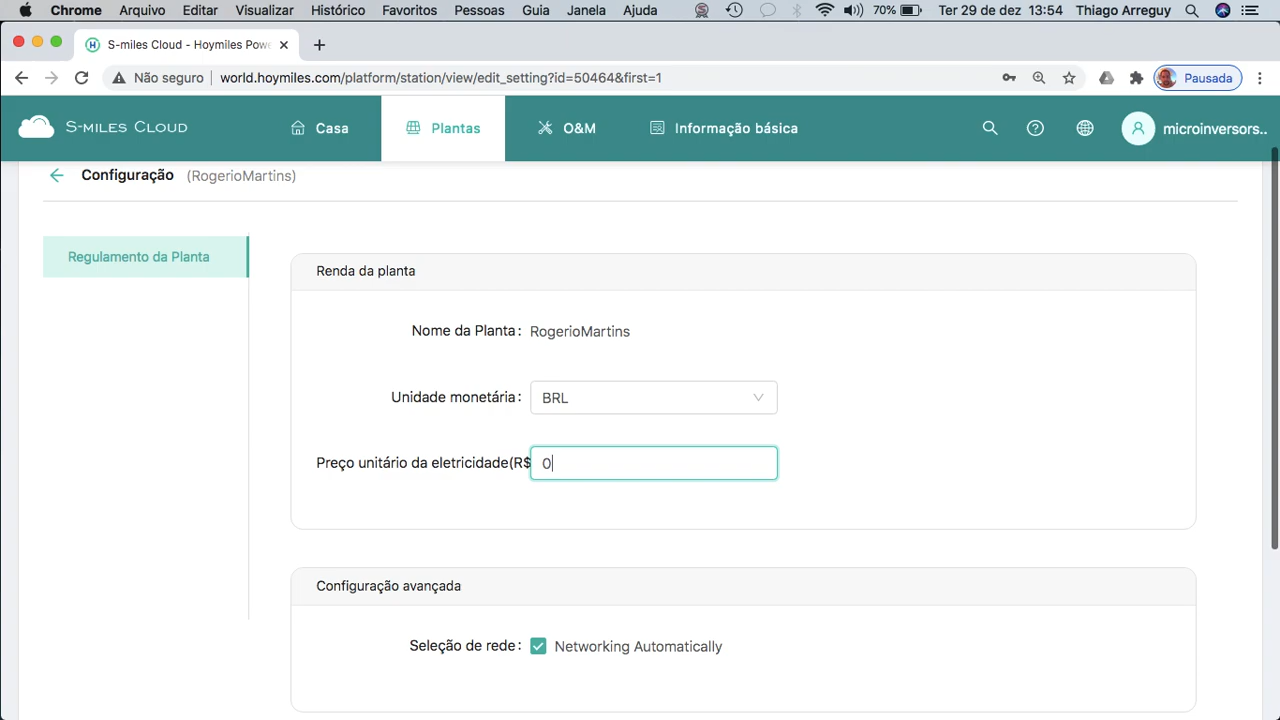 Chrome Arquivo Editar Visualizar Histórico Favoritos Pessoas Guia Janela Ajuda 70% Ter 29 de dez 13:54 Thiago Arreguy
S-miles Cloud - Hoymiles Powe
Não seguro world.hoymiles.com/platform/station/view/edit_setting?id=50464&first=1 Pausada
S-MILES CLOUD Casa Plantas O&M Informação básica microinversors..
Configuração (RogerioMartins)
Regulamento da Planta
Renda da planta
Nome da Planta: RogerioMartins
Unidade monetária: BRL
Preço unitário da eletricidade(R$ 0
Configuração avançada
Seleção de rede: Networking Automatically